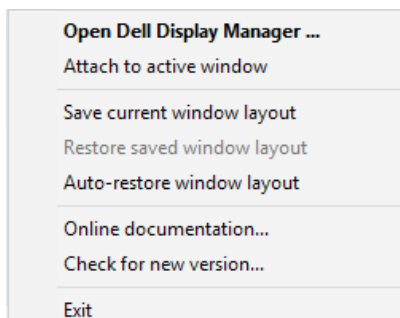 Open Dell Display Manager ...
Attach to active window
Save current window layout
Restore saved window layout
Auto-restore window layout
Online documentation...
Check for new version...
Exit